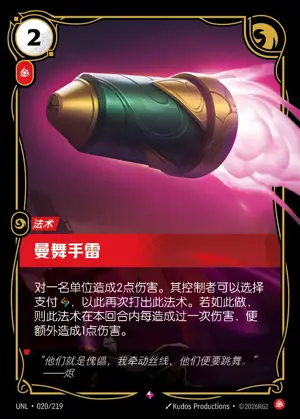 2
法术
曼舞手雷
对一名单位造成2点伤害。其控制者可以选择
支付，以此再次打出此法术。若如此做，
则此法术在本回合内每造成过一次伤害，便
额外造成1点伤害。
“他们就是傀儡，我牵动丝线，他们便要跳舞。”
——烬
UNL • 020/219
Kudos Productions • ©2026RGI